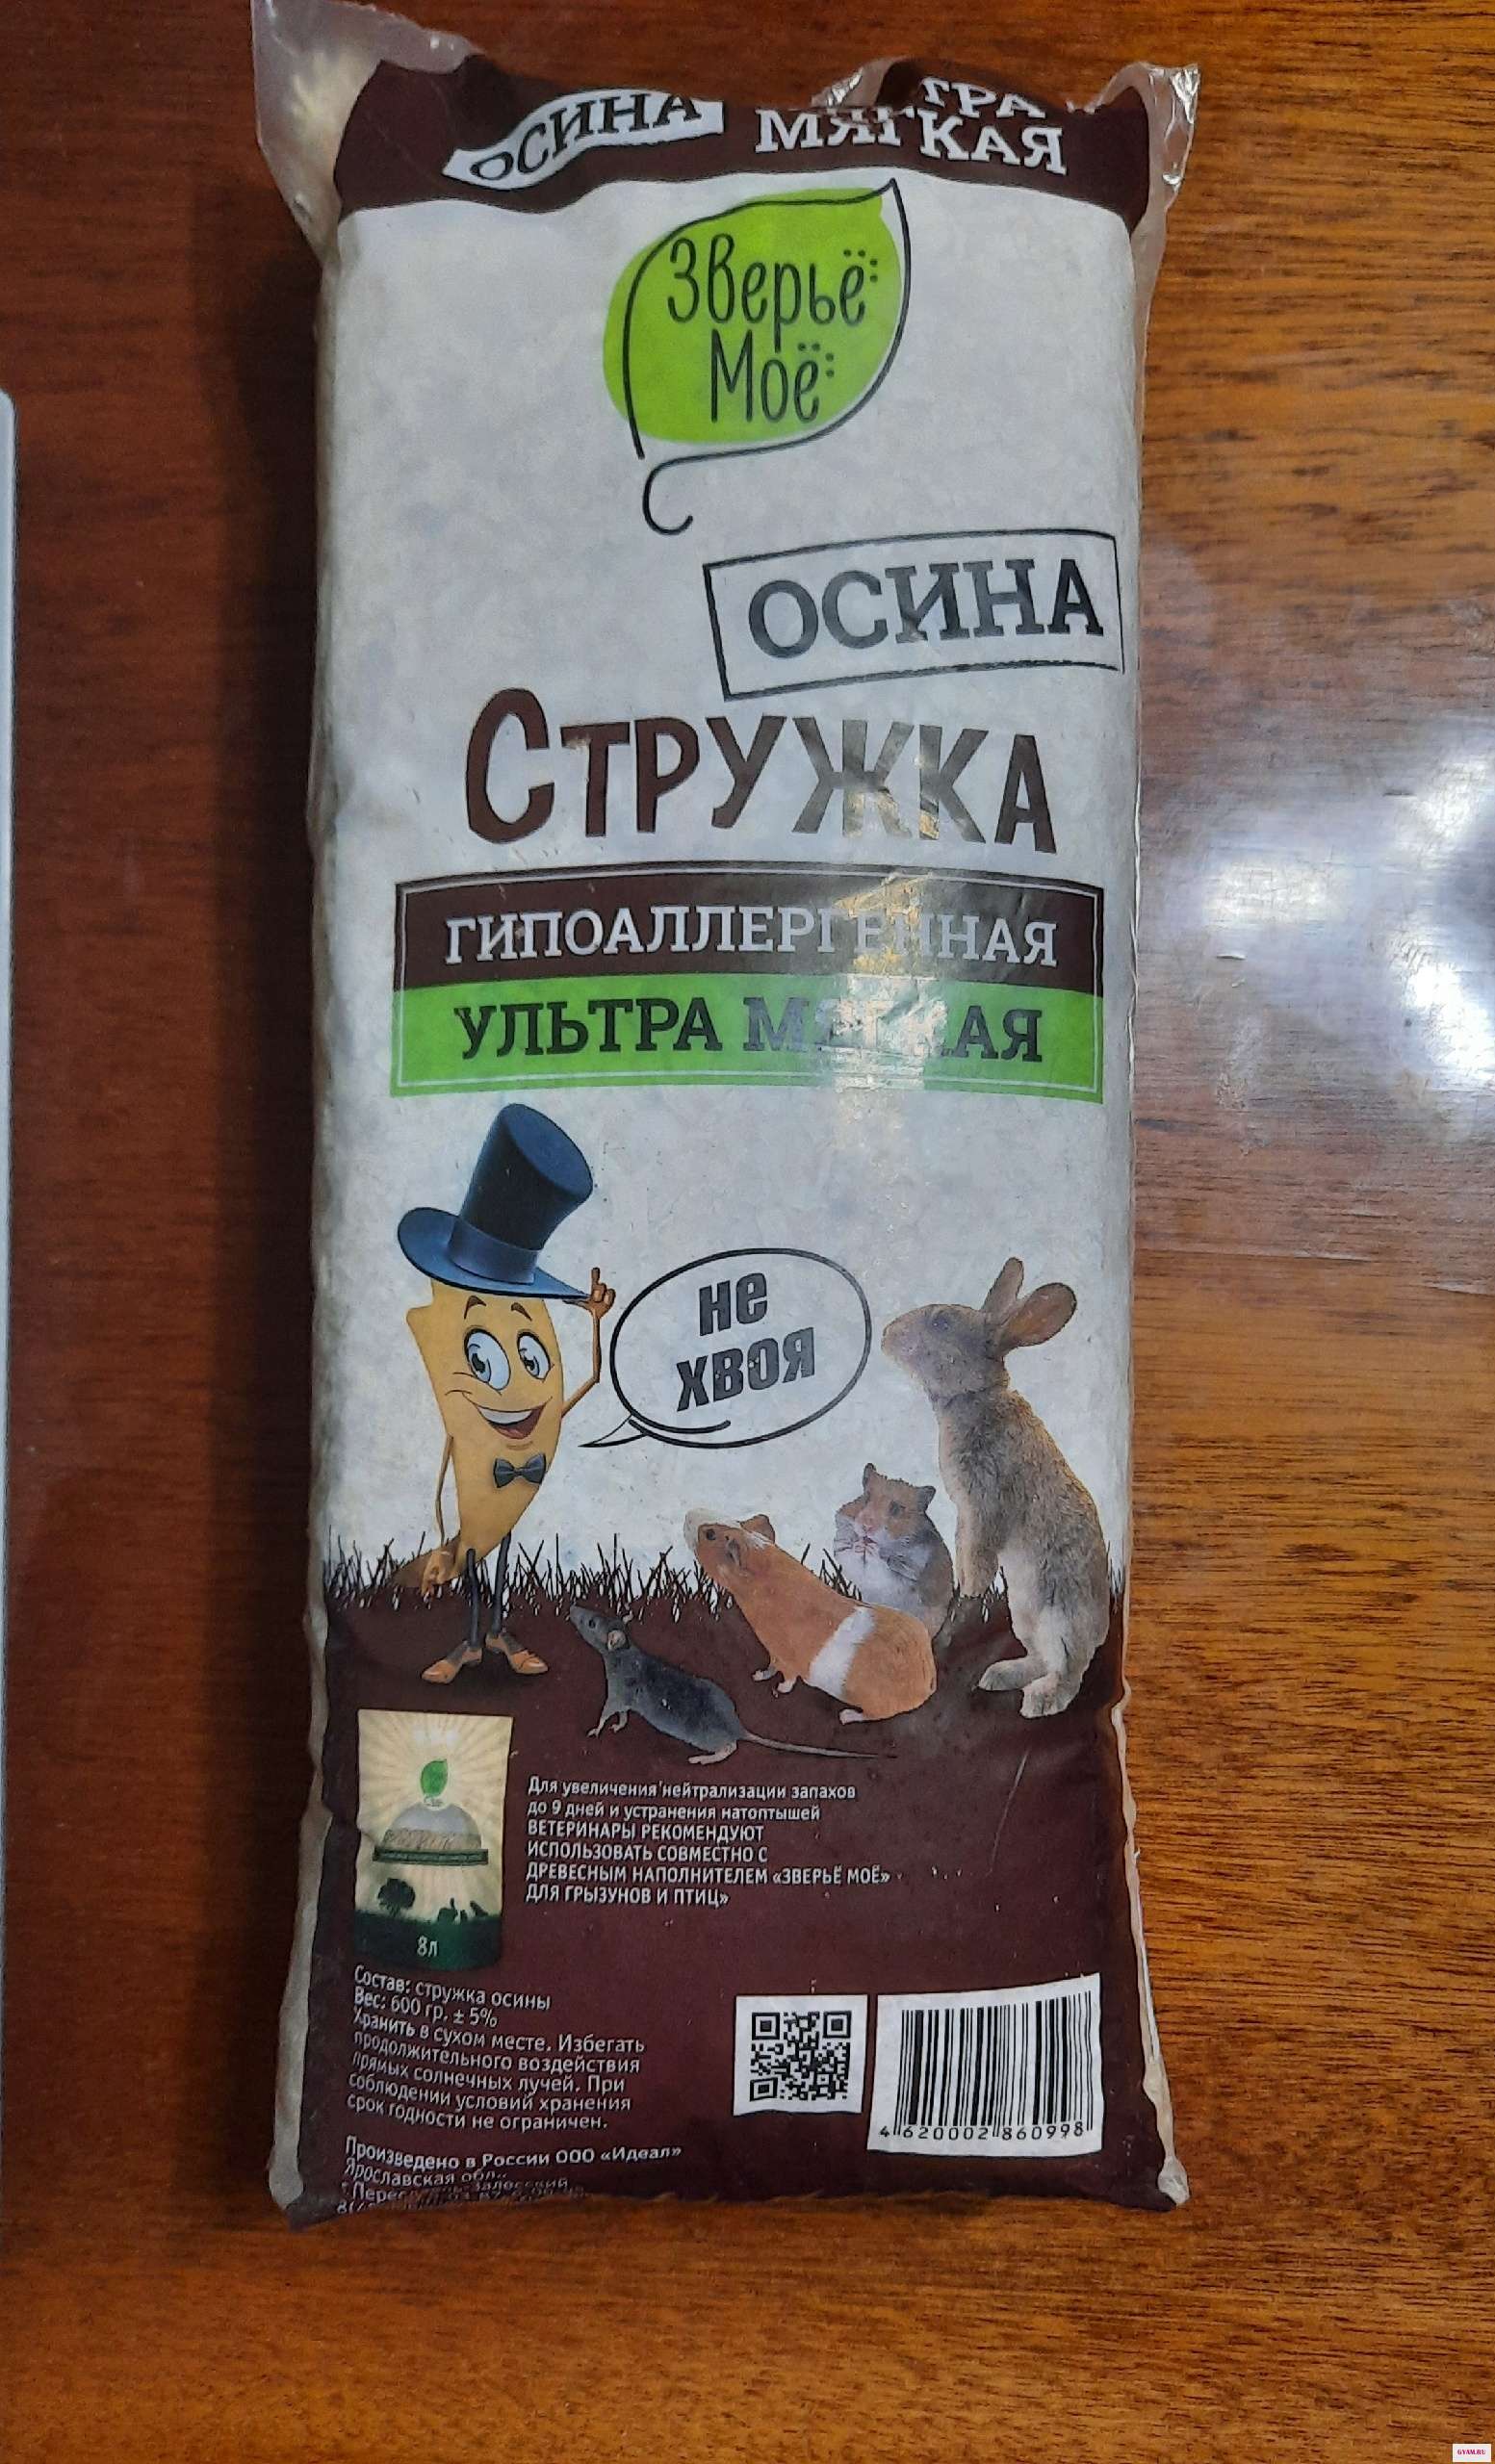 ОСИНА
МЯГКАЯ
Зверьё
Моё
ОСИНА
СТРУЖКА
ГИПОАЛЛЕРГЕННАЯ
УЛЬТРА МЯГКАЯ
не
хвоя
Для увеличения нейтрализации запахов
до 9 дней и устранения натоптышей
ВЕТЕРИНАРЫ РЕКОМЕНДУЮТ
ИСПОЛЬЗОВАТЬ СОВМЕСТНО С
ДРЕВЕСНЫМ НАПОЛНИТЕЛЕМ «ЗВЕРЬЁ МОЁ»
ДЛЯ ГРЫЗУНОВ И ПТИЦ»
8л
Состав: стружка осины
Вес: 600 гр. ± 5%
Хранить в сухом месте. Избегать
продолжительного воздействия
прямых солнечных лучей. При
соблюдении условий хранения
срок годности не ограничен.
Произведено в России ООО «Идеал»
Ярославская обл.,
4 620002 860998
GYAM.RU